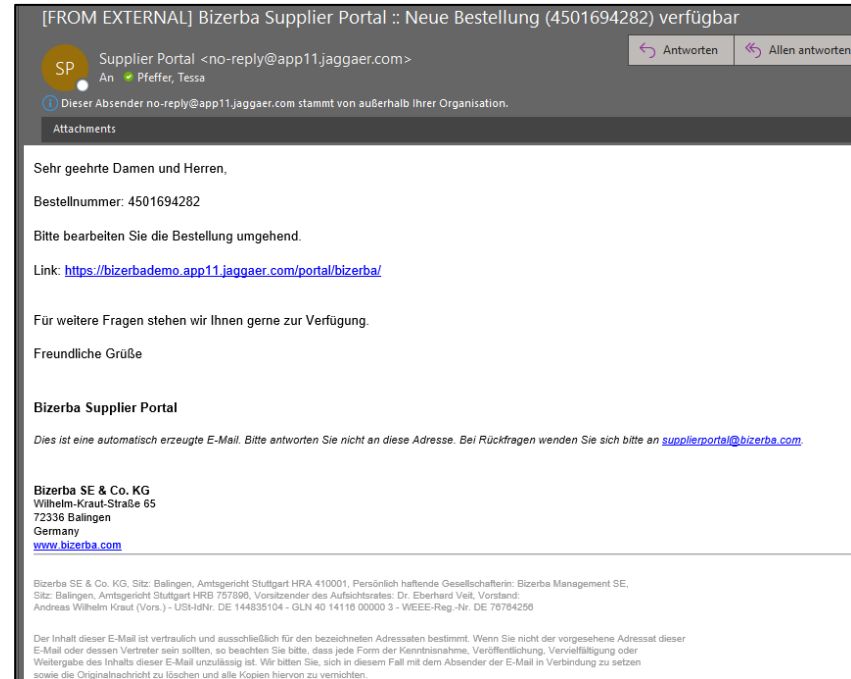 [FROM EXTERNAL] Bizerba Supplier Portal :: Neue Bestellung (4501694282) verfügbar
SP
Supplier Portal <no-reply@app11.jaggaer.com>
An Pfeffer, Tessa
Antworten
Allen antworten
Dieser Absender no-reply@app11.jaggaer.com stammt von außerhalb Ihrer Organisation.
Attachments
Sehr geehrte Damen und Herren,
Bestellnummer: 4501694282
Bitte bearbeiten Sie die Bestellung umgehend.
Link: https://bizerbademo.app11.jaggaer.com/portal/bizerba/
Für weitere Fragen stehen wir Ihnen gerne zur Verfügung.
Freundliche Grüße
Bizerba Supplier Portal
Dies ist eine automatisch erzeugte E-Mail. Bitte antworten Sie nicht an diese Adresse. Bei Rückfragen wenden Sie sich bitte an supplierportal@bizerba.com.
Bizerba SE & Co. KG
Wilhelm-Kraut-Straße 65
72336 Balingen
Germany
www.bizerba.com
Bizerba SE & Co. KG, Sitz: Balingen, Amtsgericht Stuttgart HRA 410001, Persönlich haftende Gesellschafterin: Bizerba Management SE,
Sitz: Balingen, Amtsgericht Stuttgart HRB 757896, Vorsitzender des Aufsichtsrates: Dr. Eberhard Veit, Vorstand:
Andreas Wilhelm Kraut (Vors.) - USt-IdNr. DE 144835104 - GLN 40 14116 00000 3 - WEEE-Reg.-Nr. DE 76764256
Der Inhalt dieser E-Mail ist vertraulich und ausschließlich für den bezeichneten Adressaten bestimmt. Wenn Sie nicht der vorgesehene Adressat dieser
E-Mail oder dessen Vertreter sein sollten, so beachten Sie bitte, dass jede Form der Kenntnisnahme, Veröffentlichung, Vervielfältigung oder
Weitergabe des Inhalts dieser E-Mail unzulässig ist. Wir bitten Sie, sich in diesem Fall mit dem Absender der E-Mail in Verbindung zu setzen
sowie die Originalnachricht zu löschen und alle Kopien hiervon zu vernichten.